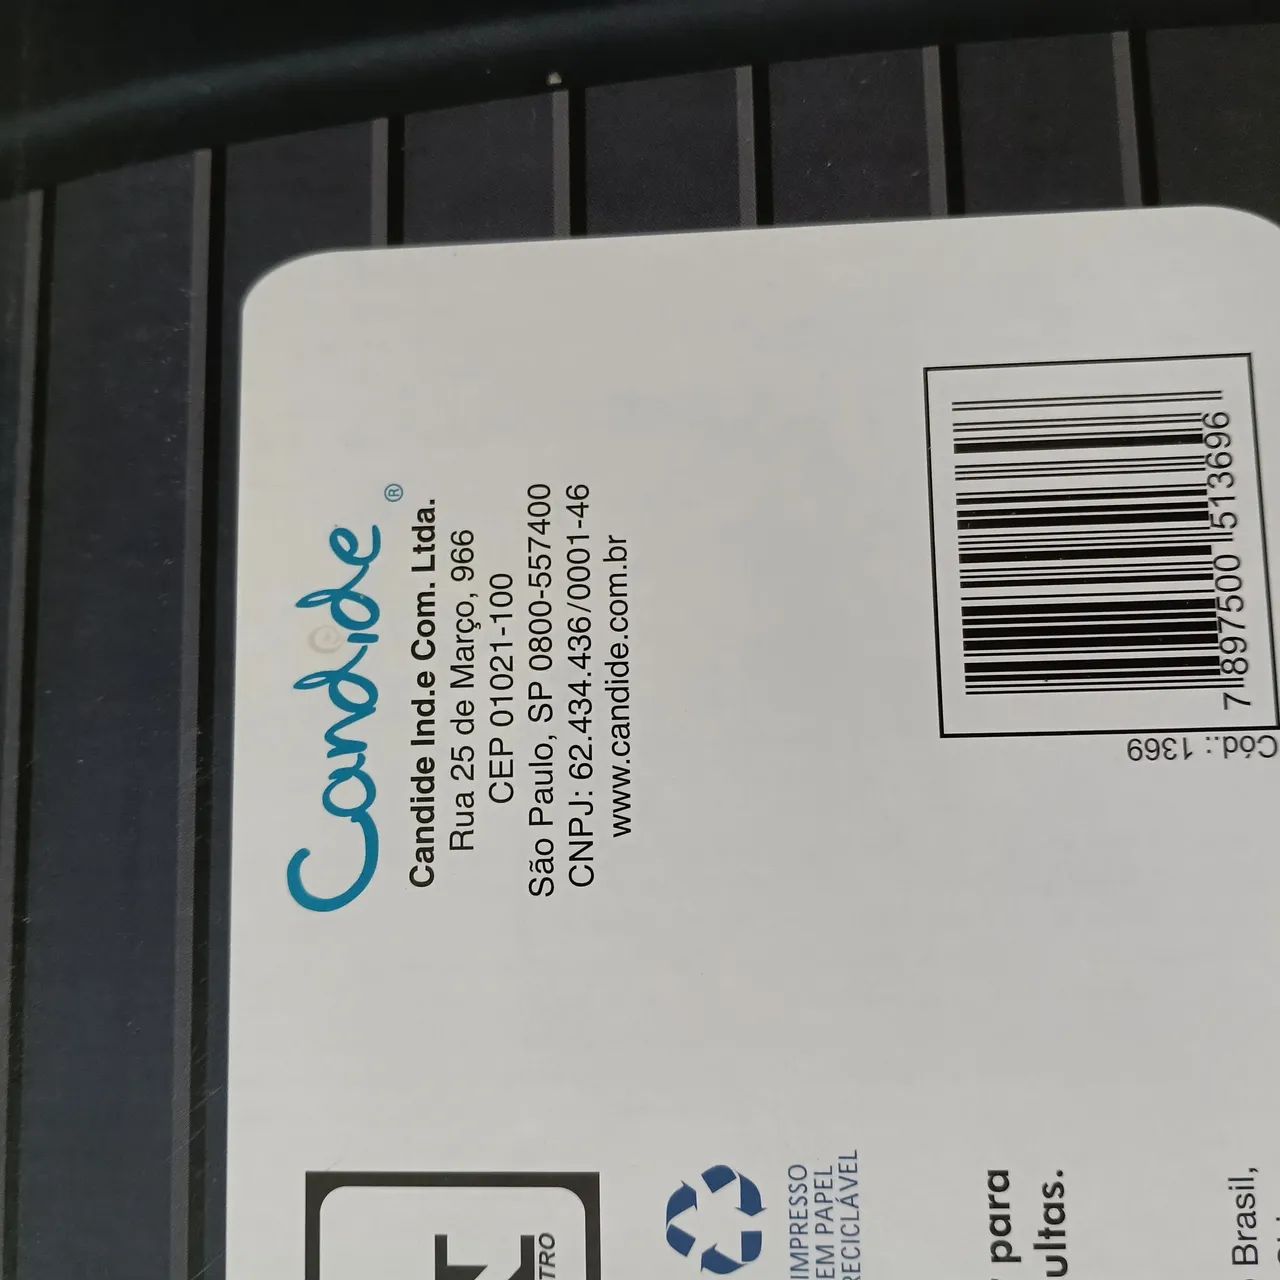 Candide ®
Candide Ind.e Com. Ltda.
Rua 25 de Março, 966
CEP 01021-100
São Paulo, SP 0800-557400
CNPJ: 62.434.436/0001-46
www.candide.com.br
7 897500 513696
Cód.: 1369
TRO
IMPRESSO
EM PAPEL
RECICLÁVEL
para
ultas.
Brasil,